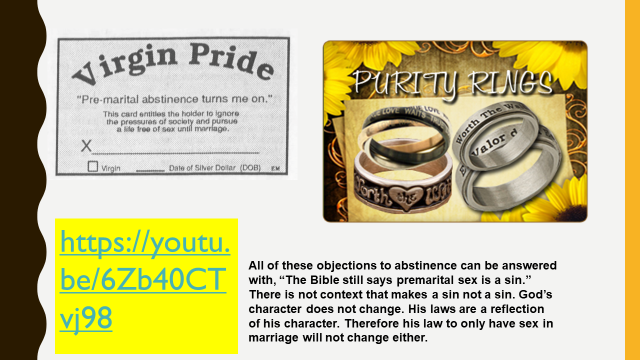 Virgin Pride
"Pre-marital abstinence turns me on."
This card entitles the holder to ignore
the pressures of society and pursue
a life free of sex until marriage.
X
Virgin Date of Silver Dollar (DOB) EM
PURITY RINGS
LOVE WAITS
Worth The W
Valor
Worth the Wait
https://youtu.
be/6Zb40CT
vj98
All of these objections to abstinence can be answered
with, “The Bible still says premarital sex is a sin.”
There is not context that makes a sin not a sin. God’s
character does not change. His laws are a reflection
of his character. Therefore his law to only have sex in
marriage will not change either.